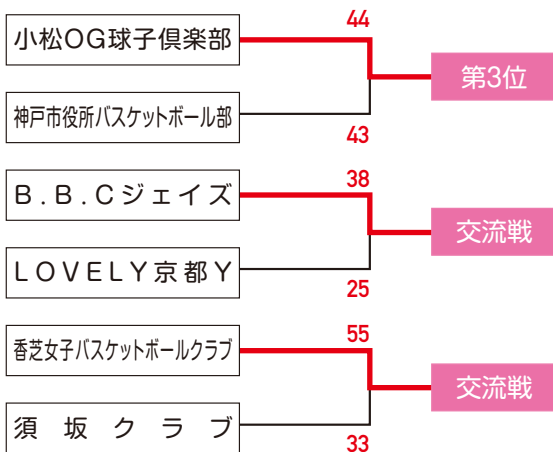 44
小松OG球子倶楽部
第3位
神戸市役所バスケットボール部
43
38
B.B.Cジェイズ
交流戦
LOVELY京都Y
25
55
香芝女子バスケットボールクラブ
交流戦
須坂クラブ
33